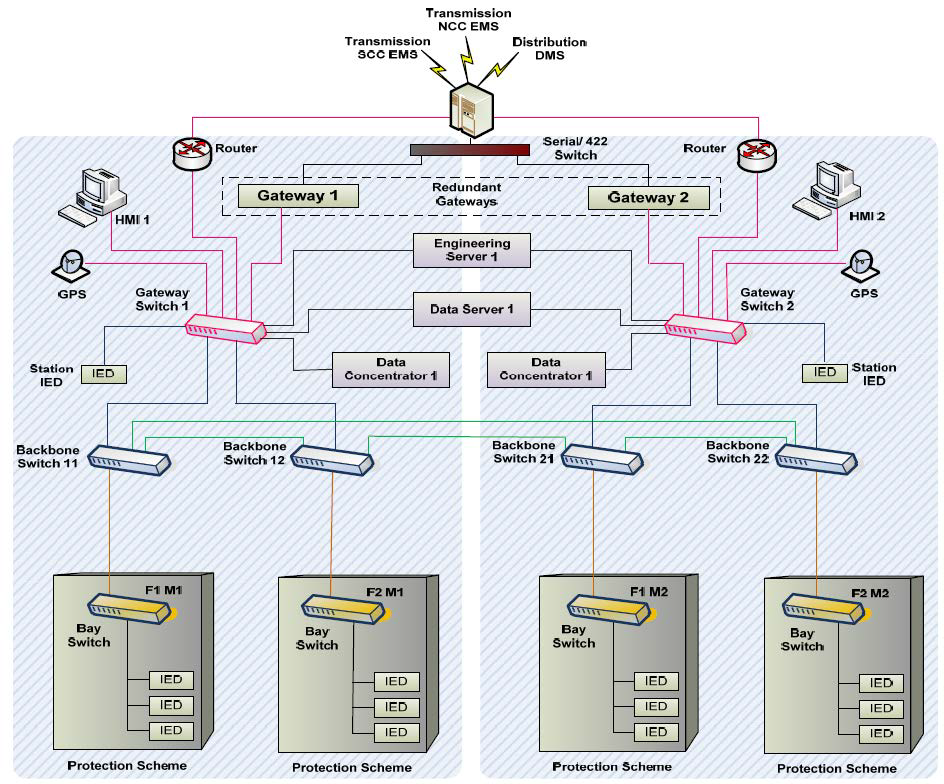 Transmission
NCC EMS
Transmission
SCC EMS
Distribution
DMS
Router
Serial/ 422
Switch
Router
Gateway 1
Redundant
Gateways
Gateway 2
HMI 1
HMI 2
Engineering
Server 1
GPS
GPS
Gateway
Switch 1
Data Server 1
Gateway
Switch 2
Station
IED
IED
Data
Concentrator 1
Data
Concentrator 1
IED
Station
IED
Backbone
Switch 11
Backbone
Switch 12
Backbone
Switch 21
Backbone
Switch 22
F1 M1
Bay
Switch
IED
IED
IED
Protection Scheme
F2 M1
Bay
Switch
IED
IED
IED
Protection Scheme
F1 M2
Bay
Switch
IED
IED
IED
Protection Scheme
F2 M2
Bay
Switch
IED
IED
IED
Protection Scheme